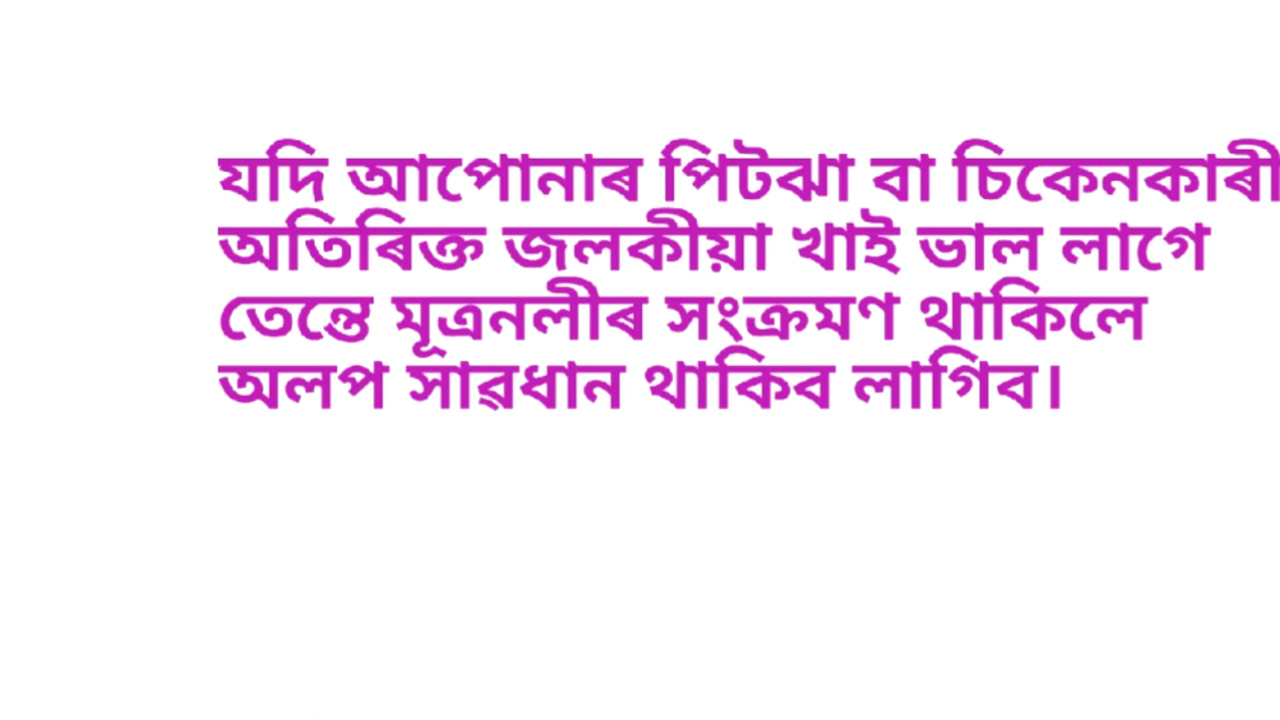 যদি আপোনাৰ পিটঝা বা চিকেনকাৰী
অতিৰিক্ত জলকীয়া খাই ভাল লাগে
তেন্তে মূত্ৰনলীৰ সংক্ৰমণ থাকিলে
অলপ সাৱধান থাকিব লাগিব।